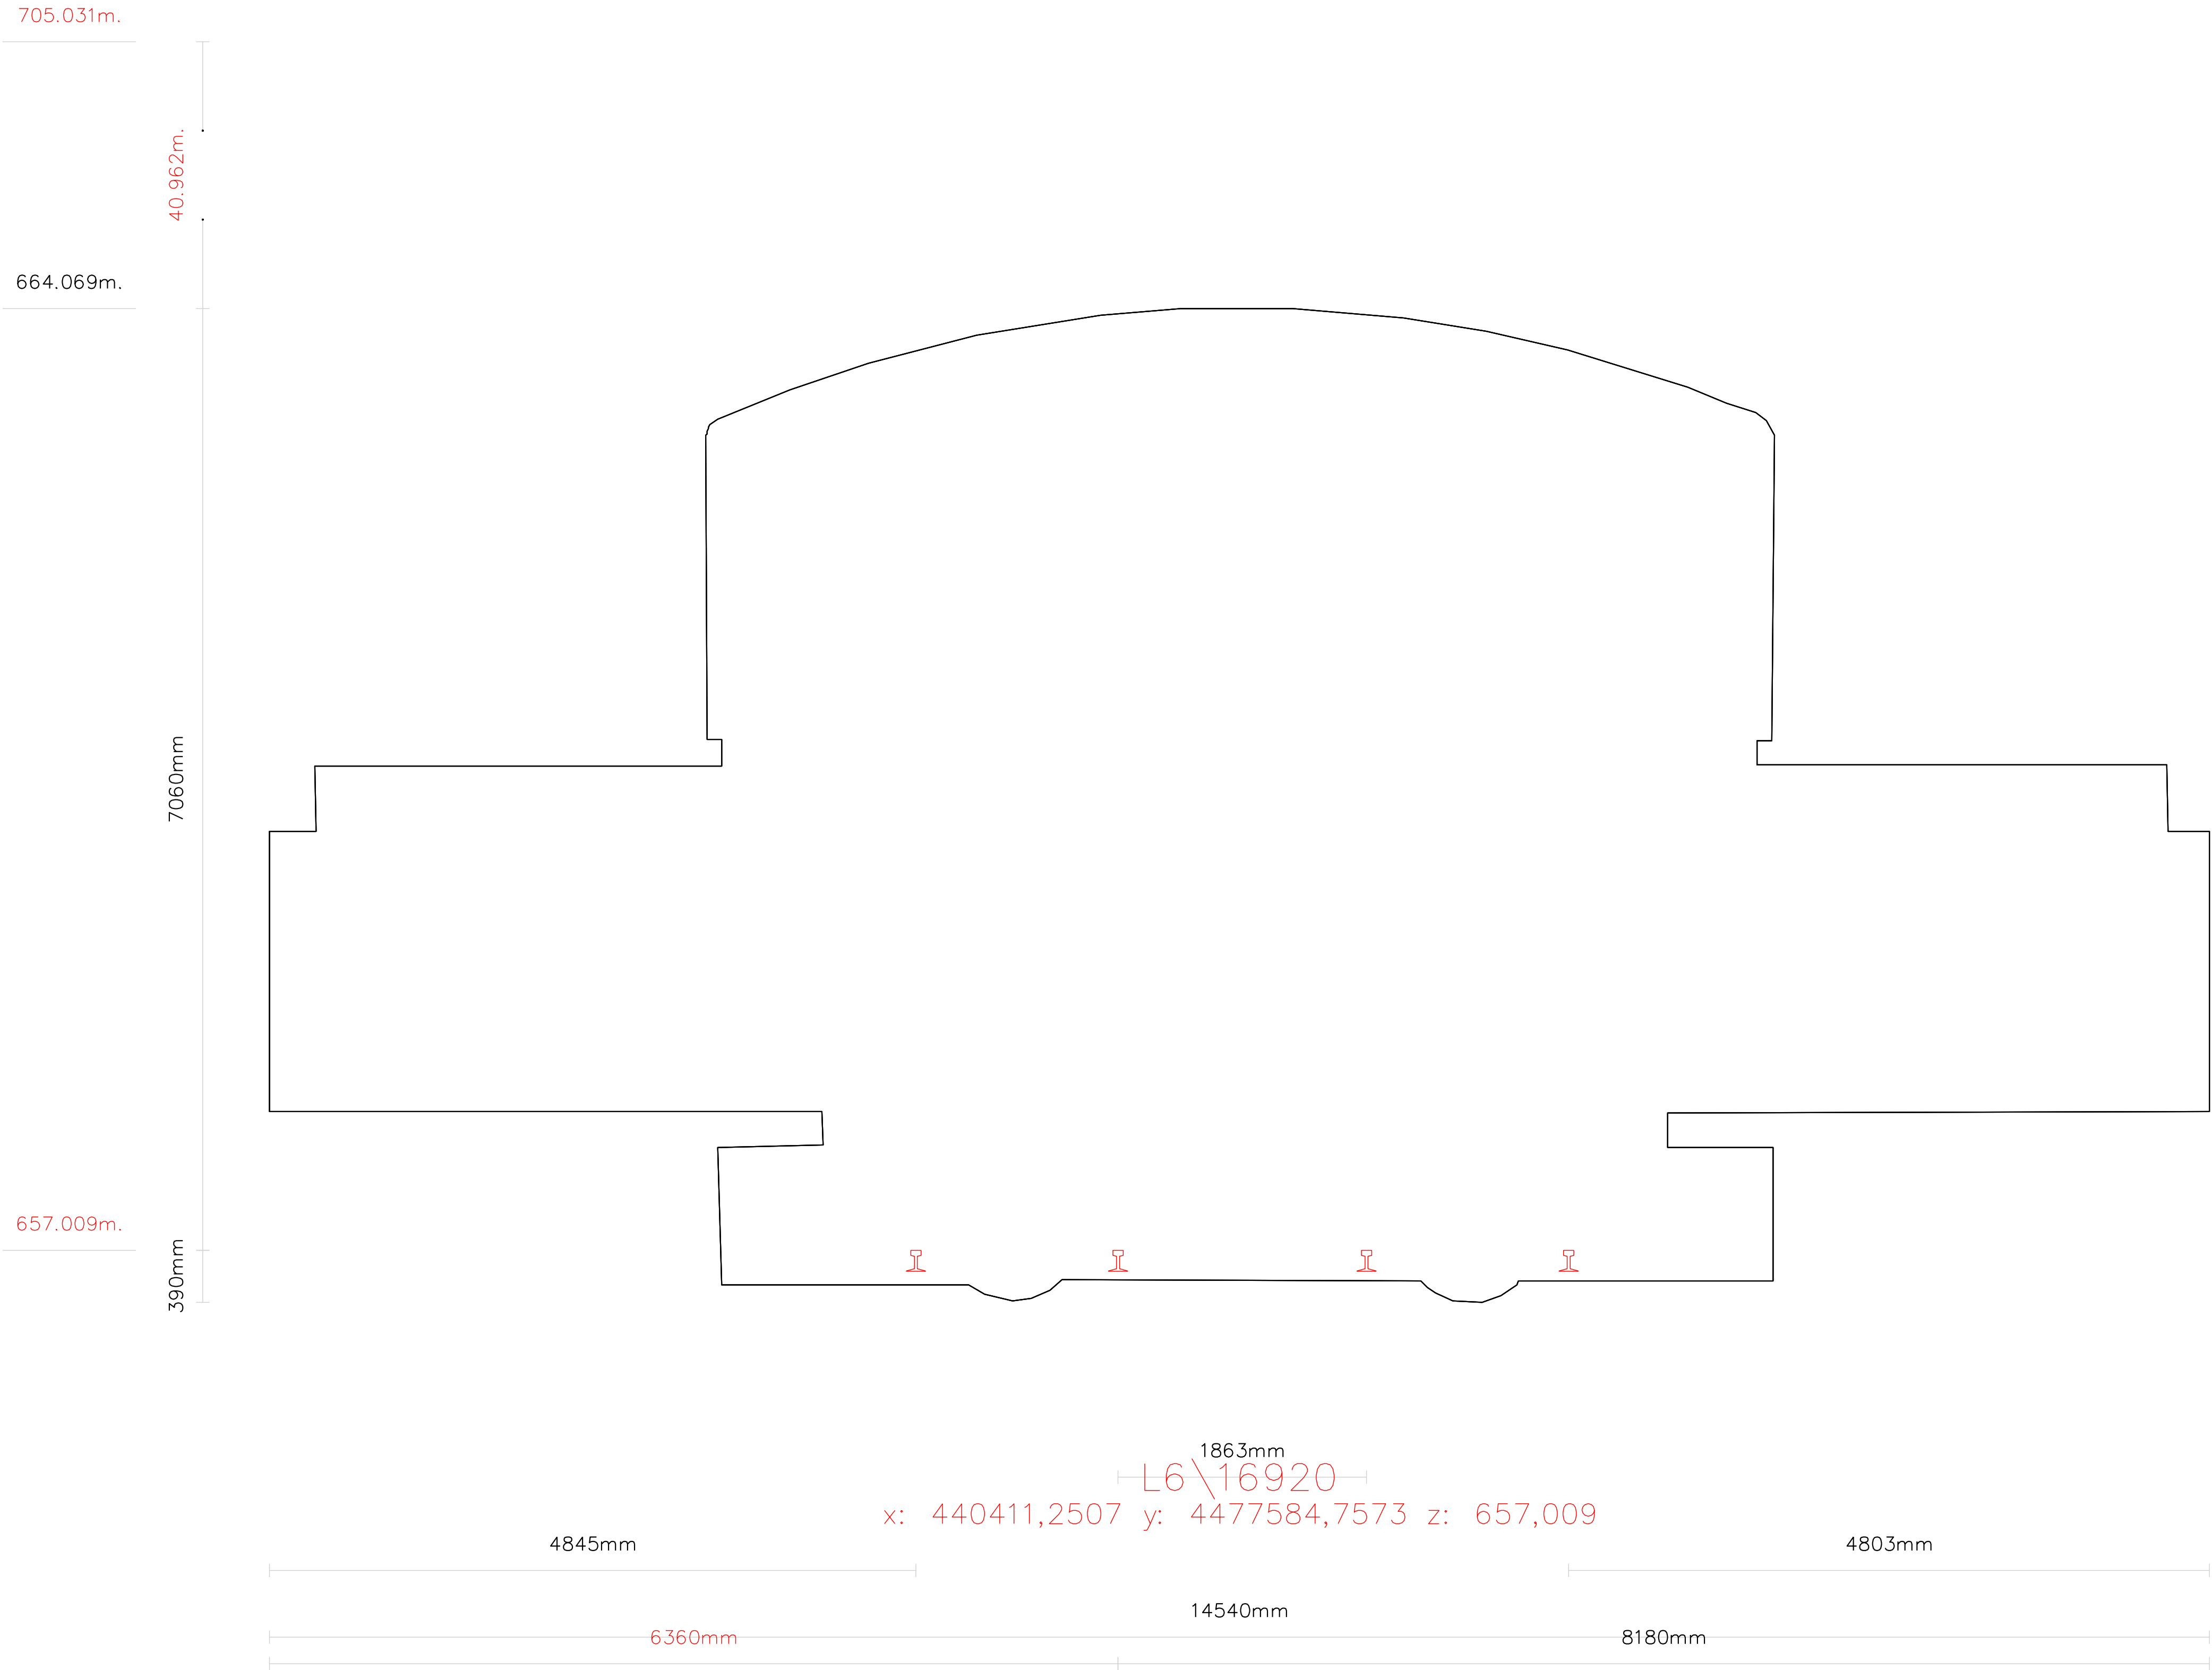 705.031m.
40.962m.
664.069m.
7060mm
657.009m.
390mm
1863mm
L6\16920
x: 440411,2507 y: 4477584,7573 z: 657,009
4845mm
4803mm
14540mm
6360mm
8180mm